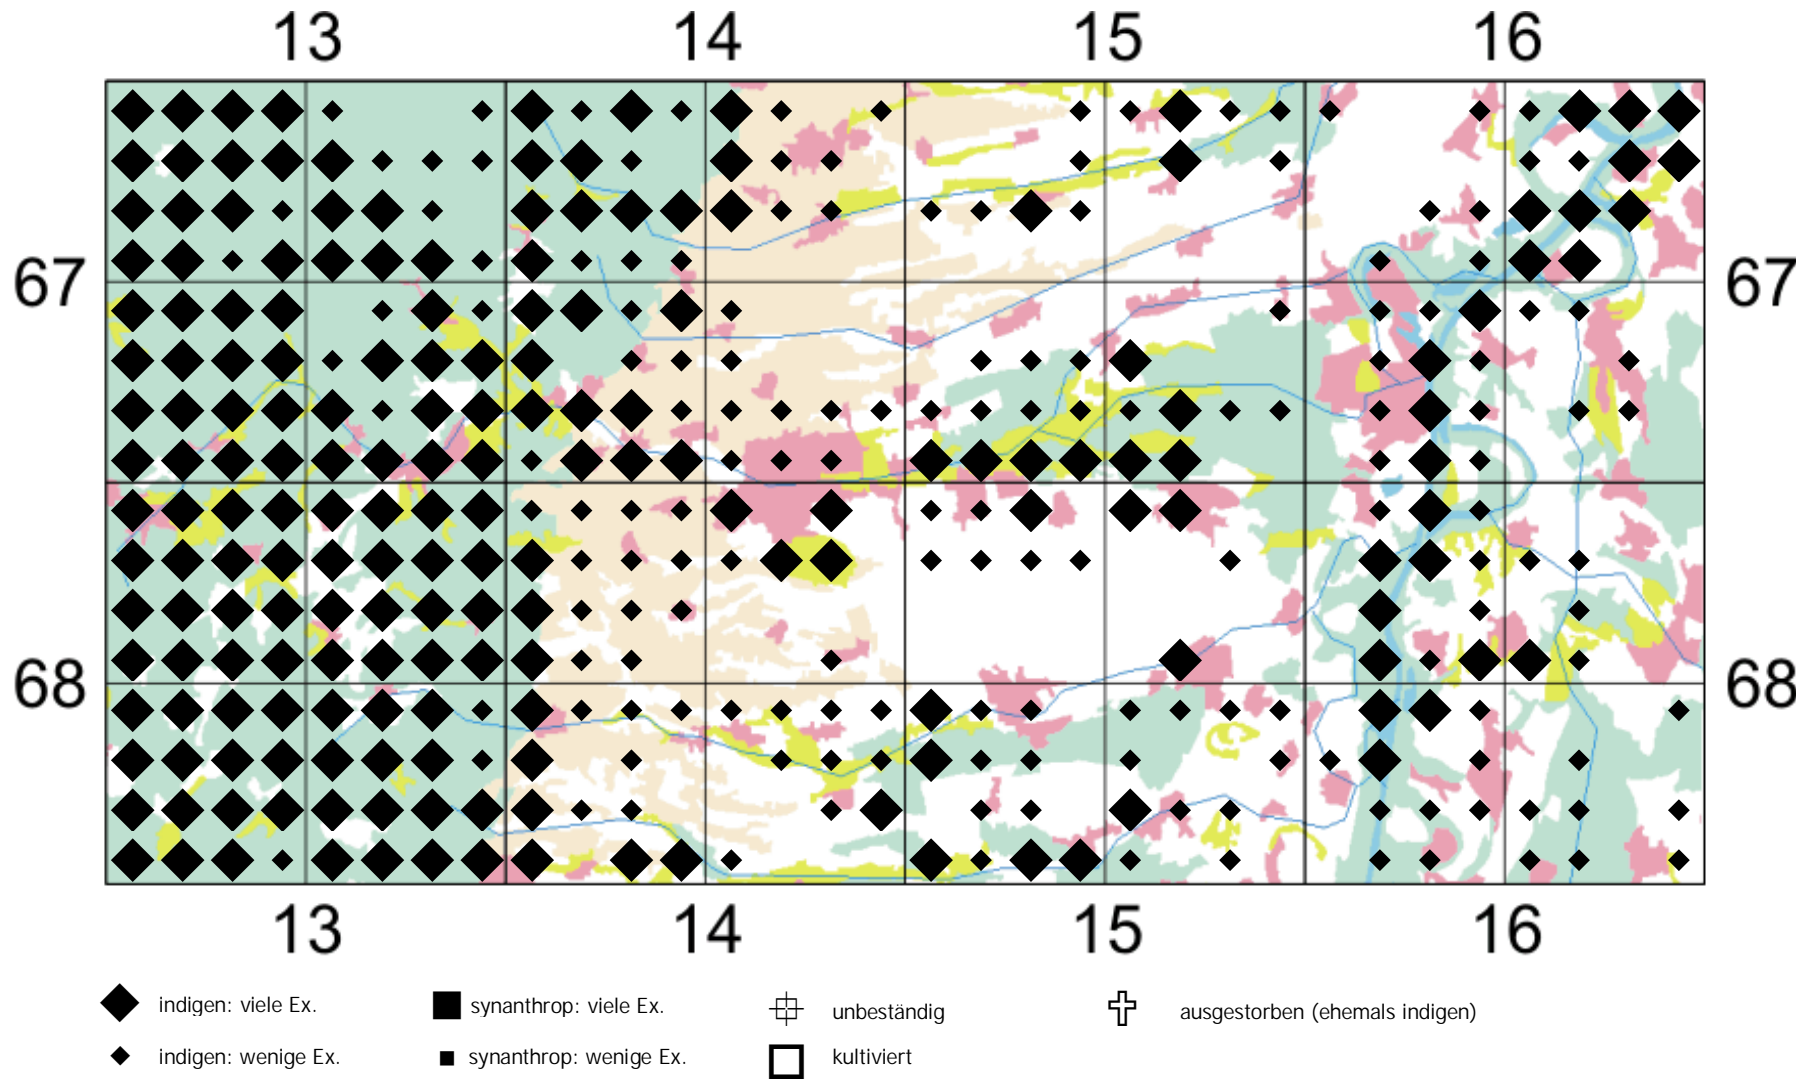 13 14 15 16
67 67
68 68
13 14 15 16
indigen: viele Ex. synanthrop: viele Ex. unbeständig ausgestorben (ehemals indigen)
indigen: wenige Ex. synanthrop: wenige Ex. kultiviert